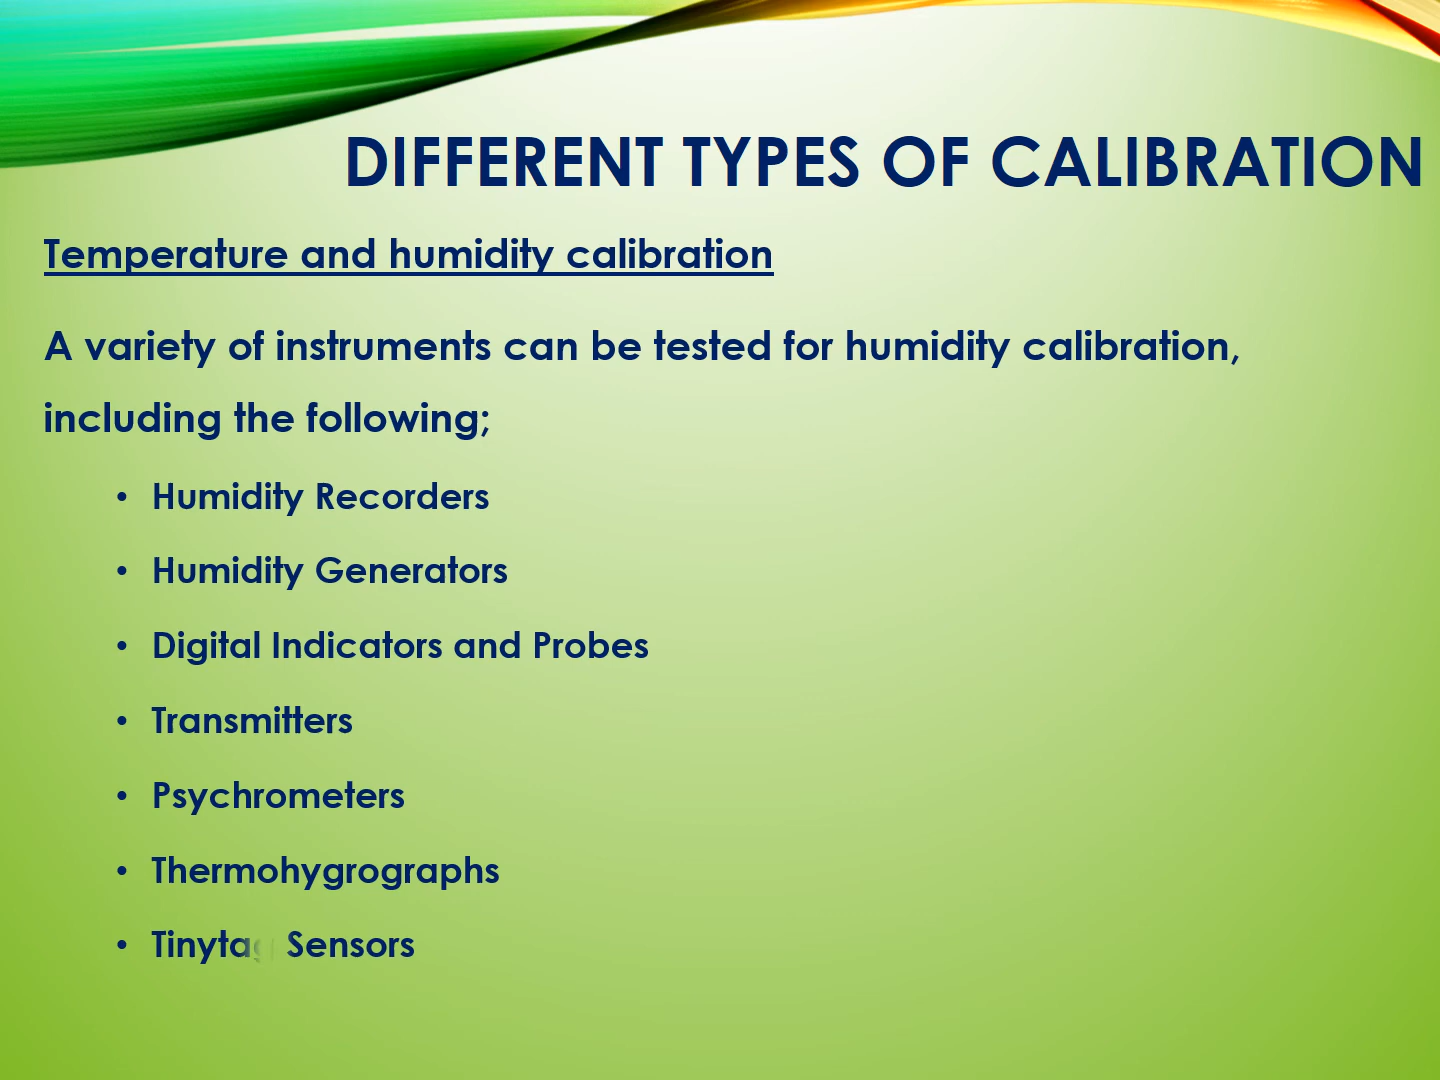 DIFFERENT TYPES OF CALIBRATION
Temperature and humidity calibration
A variety of instruments can be tested for humidity calibration,
including the following;
• Humidity Recorders
• Humidity Generators
• Digital Indicators and Probes
• Transmitters
• Psychrometers
• Thermohygrographs
• Sensors